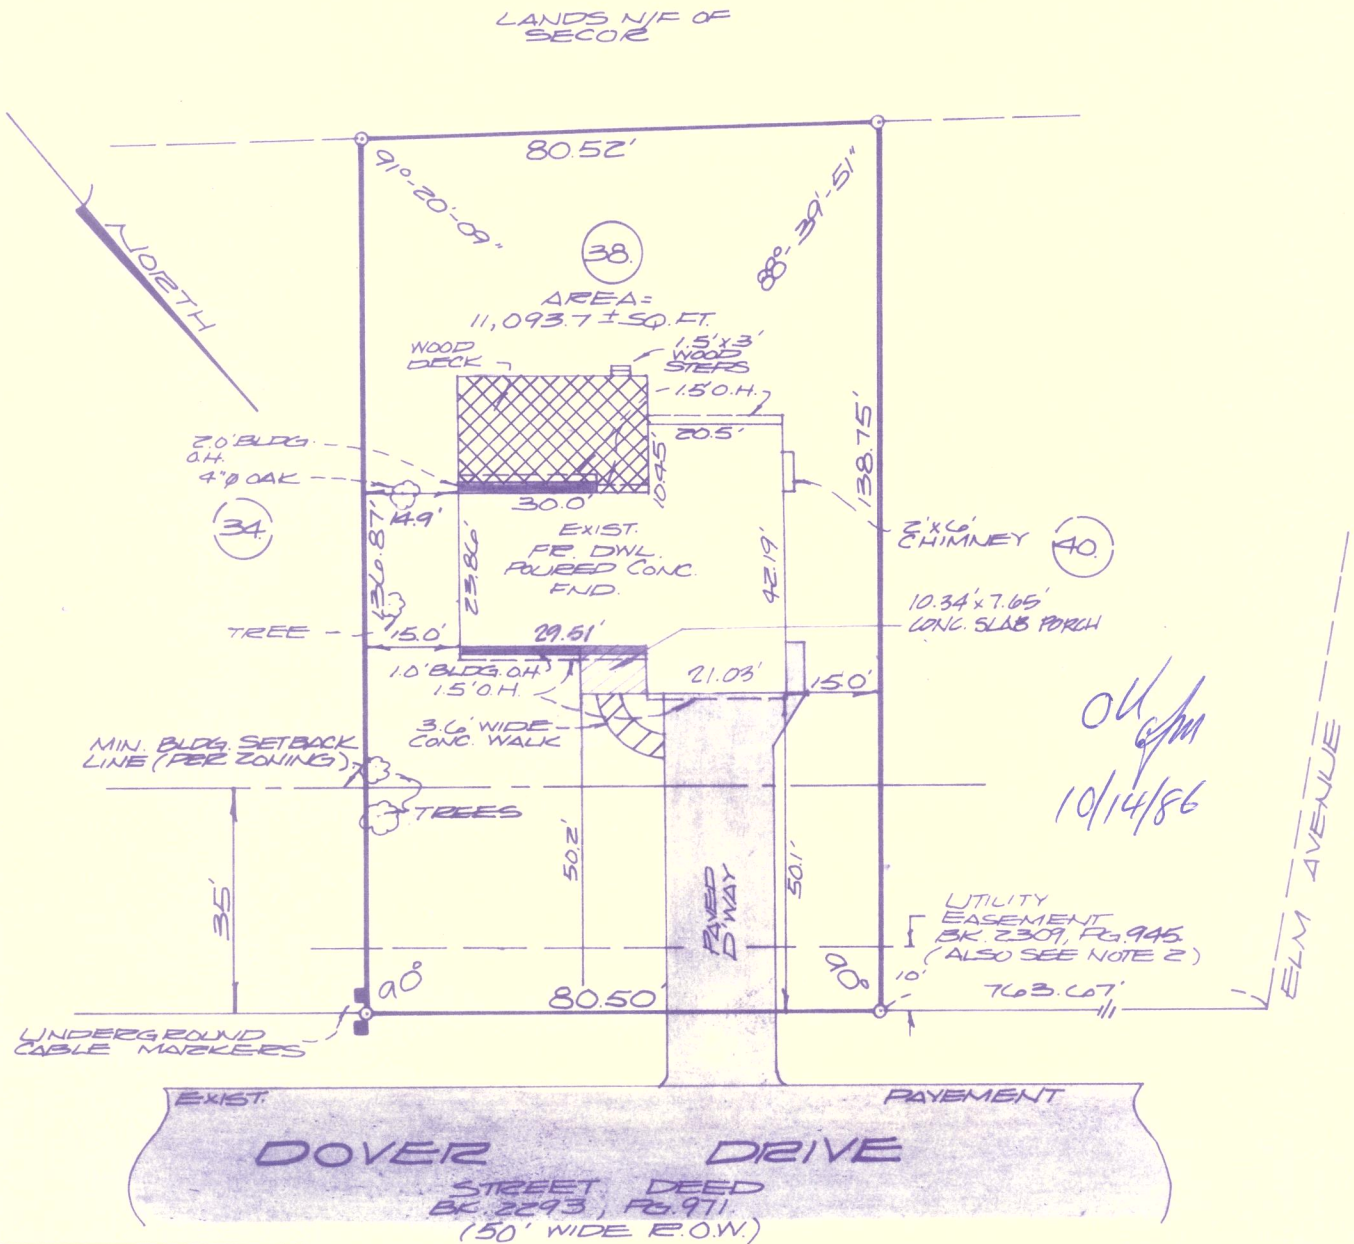 LANDS N/F OF
SECOR
80.52'
91°-20'-09"
88°-39'-51"
NORTH
38.
AREA=
11,093.7 ± SQ. FT.
WOOD
DECK
1.5'x3'
WOOD
STEPS
1.5' O.H.
20.5'
138.75'
2.0' BLDG
O.H.
4"ø OAK
10.45'
34.
14.9'
30.0'
EXIST.
FR. DWL.
POURED CONC.
FND.
136.87'
23.86'
42.19'
2'x6'
CHIMNEY
40.
10.34'x7.65'
CONC. SLAB PORCH
TREE
15.0'
29.51'
1.0' BLDG. O.H.
1.5' O.H.
21.03'
15.0'
3.6' WIDE
CONC. WALK
MIN. BLDG. SETBACK
LINE (PER ZONING)
TREES
OK
10/14/86
ELM AVENUE
35'
50.2'
50.1'
PAVED
D'WAY
UTILITY
EASEMENT
BK. 2309, PG. 945
(ALSO SEE NOTE 2)
90°
90°
10'
80.50'
763.67'
UNDERGROUND
CABLE MARKERS
EXIST.
PAVEMENT
DOVER DRIVE
STREET DEED
BK. 2293, PG. 971.
(50' WIDE R.O.W.)